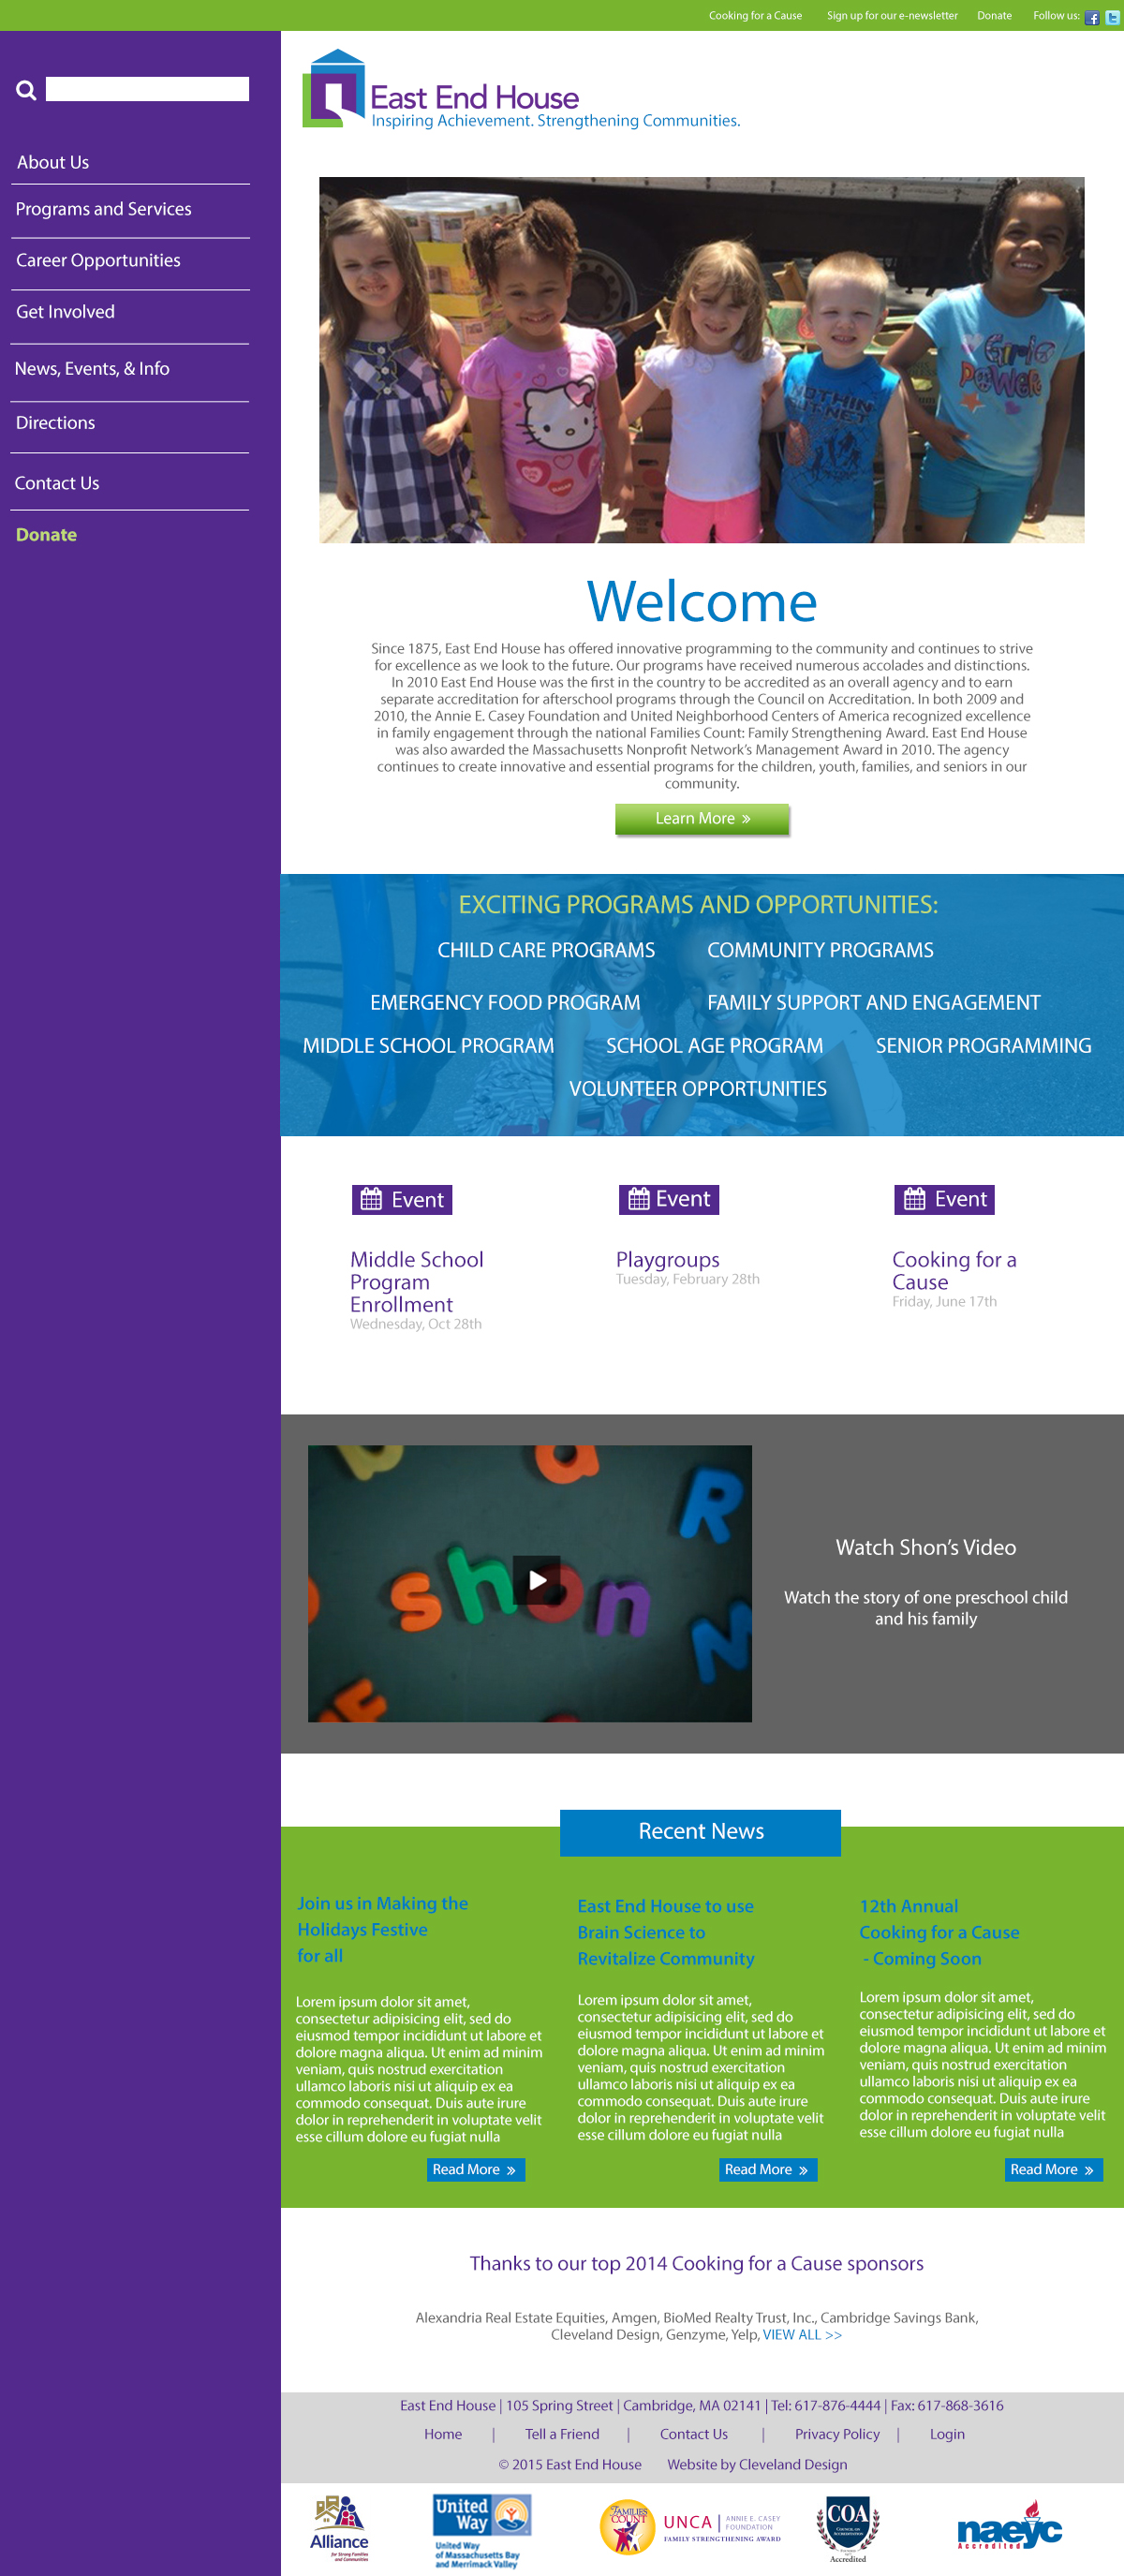 Cooking for a Cause Sign up for our e-newsletter Donate Follow us:
East End House
Inspiring Achievement. Strengthening Communities.
About Us
Programs and Services
Career Opportunities
Get Involved
News, Events, & Info
Directions
Contact Us
Donate
NOTHIN
BUT NET
Girls
POWER
Welcome
Since 1875, East End House has offered innovative programming to the community and continues to strive
for excellence as we look to the future. Our programs have received numerous accolades and distinctions.
In 2010 East End House was the first in the country to be accredited as an overall agency and to earn
separate accreditation for afterschool programs through the Council on Accreditation. In both 2009 and
2010, the Annie E. Casey Foundation and United Neighborhood Centers of America recognized excellence
in family engagement through the national Families Count: Family Strengthening Award. East End House
was also awarded the Massachusetts Nonprofit Network's Management Award in 2010. The agency
continues to create innovative and essential programs for the children, youth, families, and seniors in our
community.
Learn More »
EXCITING PROGRAMS AND OPPORTUNITIES:
CHILD CARE PROGRAMS COMMUNITY PROGRAMS
EMERGENCY FOOD PROGRAM FAMILY SUPPORT AND ENGAGEMENT
MIDDLE SCHOOL PROGRAM SCHOOL AGE PROGRAM SENIOR PROGRAMMING
VOLUNTEER OPPORTUNITIES
Event
Middle School
Program
Enrollment
Wednesday, Oct 28th
Event
Playgroups
Tuesday, February 28th
Event
Cooking for a
Cause
Friday, June 17th
shon
Watch Shon's Video
Watch the story of one preschool child
and his family
Recent News
Join us in Making the
Holidays Festive
for all
Lorem ipsum dolor sit amet,
consectetur adipisicing elit, sed do
eiusmod tempor incididunt ut labore et
dolore magna aliqua. Ut enim ad minim
veniam, quis nostrud exercitation
ullamco laboris nisi ut aliquip ex ea
commodo consequat. Duis aute irure
dolor in reprehenderit in voluptate velit
esse cillum dolore eu fugiat nulla
Read More »
East End House to use
Brain Science to
Revitalize Community
Lorem ipsum dolor sit amet,
consectetur adipisicing elit, sed do
eiusmod tempor incididunt ut labore et
dolore magna aliqua. Ut enim ad minim
veniam, quis nostrud exercitation
ullamco laboris nisi ut aliquip ex ea
commodo consequat. Duis aute irure
dolor in reprehenderit in voluptate velit
esse cillum dolore eu fugiat nulla
Read More »
12th Annual
Cooking for a Cause
- Coming Soon
Lorem ipsum dolor sit amet,
consectetur adipisicing elit, sed do
eiusmod tempor incididunt ut labore et
dolore magna aliqua. Ut enim ad minim
veniam, quis nostrud exercitation
ullamco laboris nisi ut aliquip ex ea
commodo consequat. Duis aute irure
dolor in reprehenderit in voluptate velit
esse cillum dolore eu fugiat nulla
Read More »
Thanks to our top 2014 Cooking for a Cause sponsors
Alexandria Real Estate Equities, Amgen, BioMed Realty Trust, Inc., Cambridge Savings Bank,
Cleveland Design, Genzyme, Yelp, VIEW ALL >>
East End House | 105 Spring Street | Cambridge, MA 02141 | Tel: 617-876-4444 | Fax: 617-868-3616
Home | Tell a Friend | Contact Us | Privacy Policy | Login
© 2015 East End House Website by Cleveland Design
Alliance
for Strong Families
and Communities
United
Way
United Way
of Massachusetts Bay
and Merrimack Valley
FAMILIES
COUNT
UNCA | ANNIE E. CASEY
FOUNDATION
FAMILY STRENGTHENING AWARD
COA
COUNCIL ON
ACCREDITATION
Accredited
naeyc
Accredited